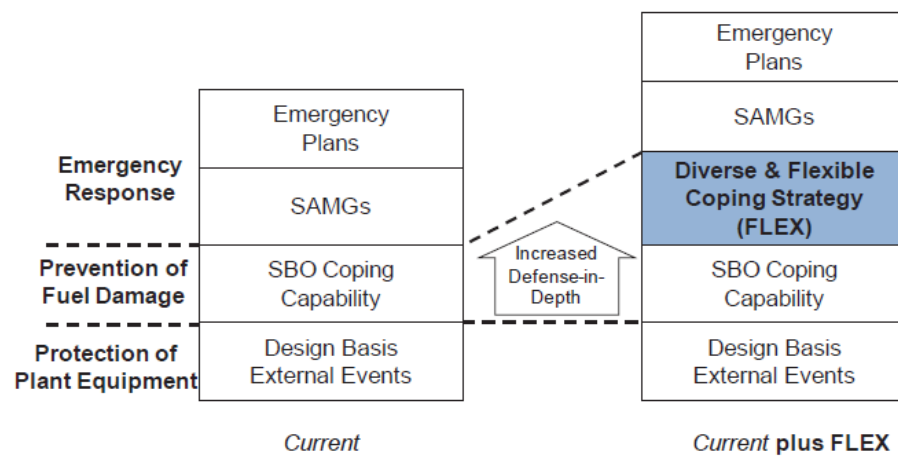 Emergency
Response
Prevention of
Fuel Damage
Protection of
Plant Equipment
Emergency
Plans
SAMGs
SBO Coping
Capability
Design Basis
External Events
Current
Increased
Defense-in-
Depth
Emergency
Plans
SAMGs
Diverse & Flexible
Coping Strategy
(FLEX)
SBO Coping
Capability
Design Basis
External Events
Current plus FLEX